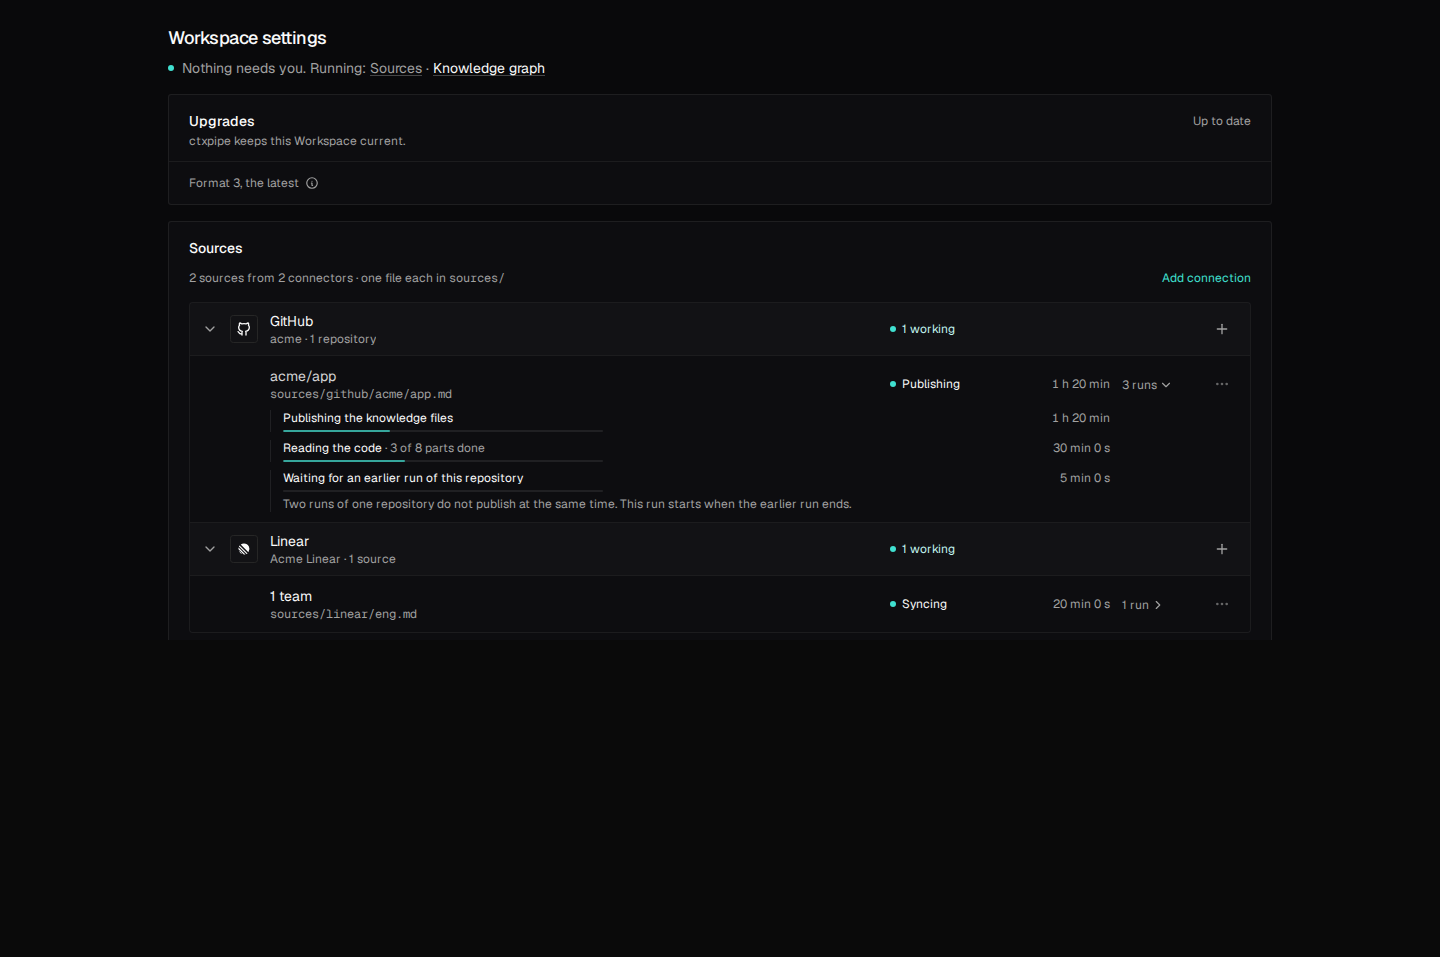 Workspace settings
Nothing needs you. Running: Sources · Knowledge graph
Upgrades
Up to date
ctxpipe keeps this Workspace current.
Format 3, the latest
Sources
2 sources from 2 connectors · one file each in sources/
Add connection
GitHub
acme · 1 repository
1 working
acme/app
sources/github/acme/app.md
Publishing
1 h 20 min
3 runs
Publishing the knowledge files
1 h 20 min
Reading the code · 3 of 8 parts done
30 min 0 s
Waiting for an earlier run of this repository
5 min 0 s
Two runs of one repository do not publish at the same time. This run starts when the earlier run ends.
Linear
Acme Linear · 1 source
1 working
1 team
sources/linear/eng.md
Syncing
20 min 0 s
1 run